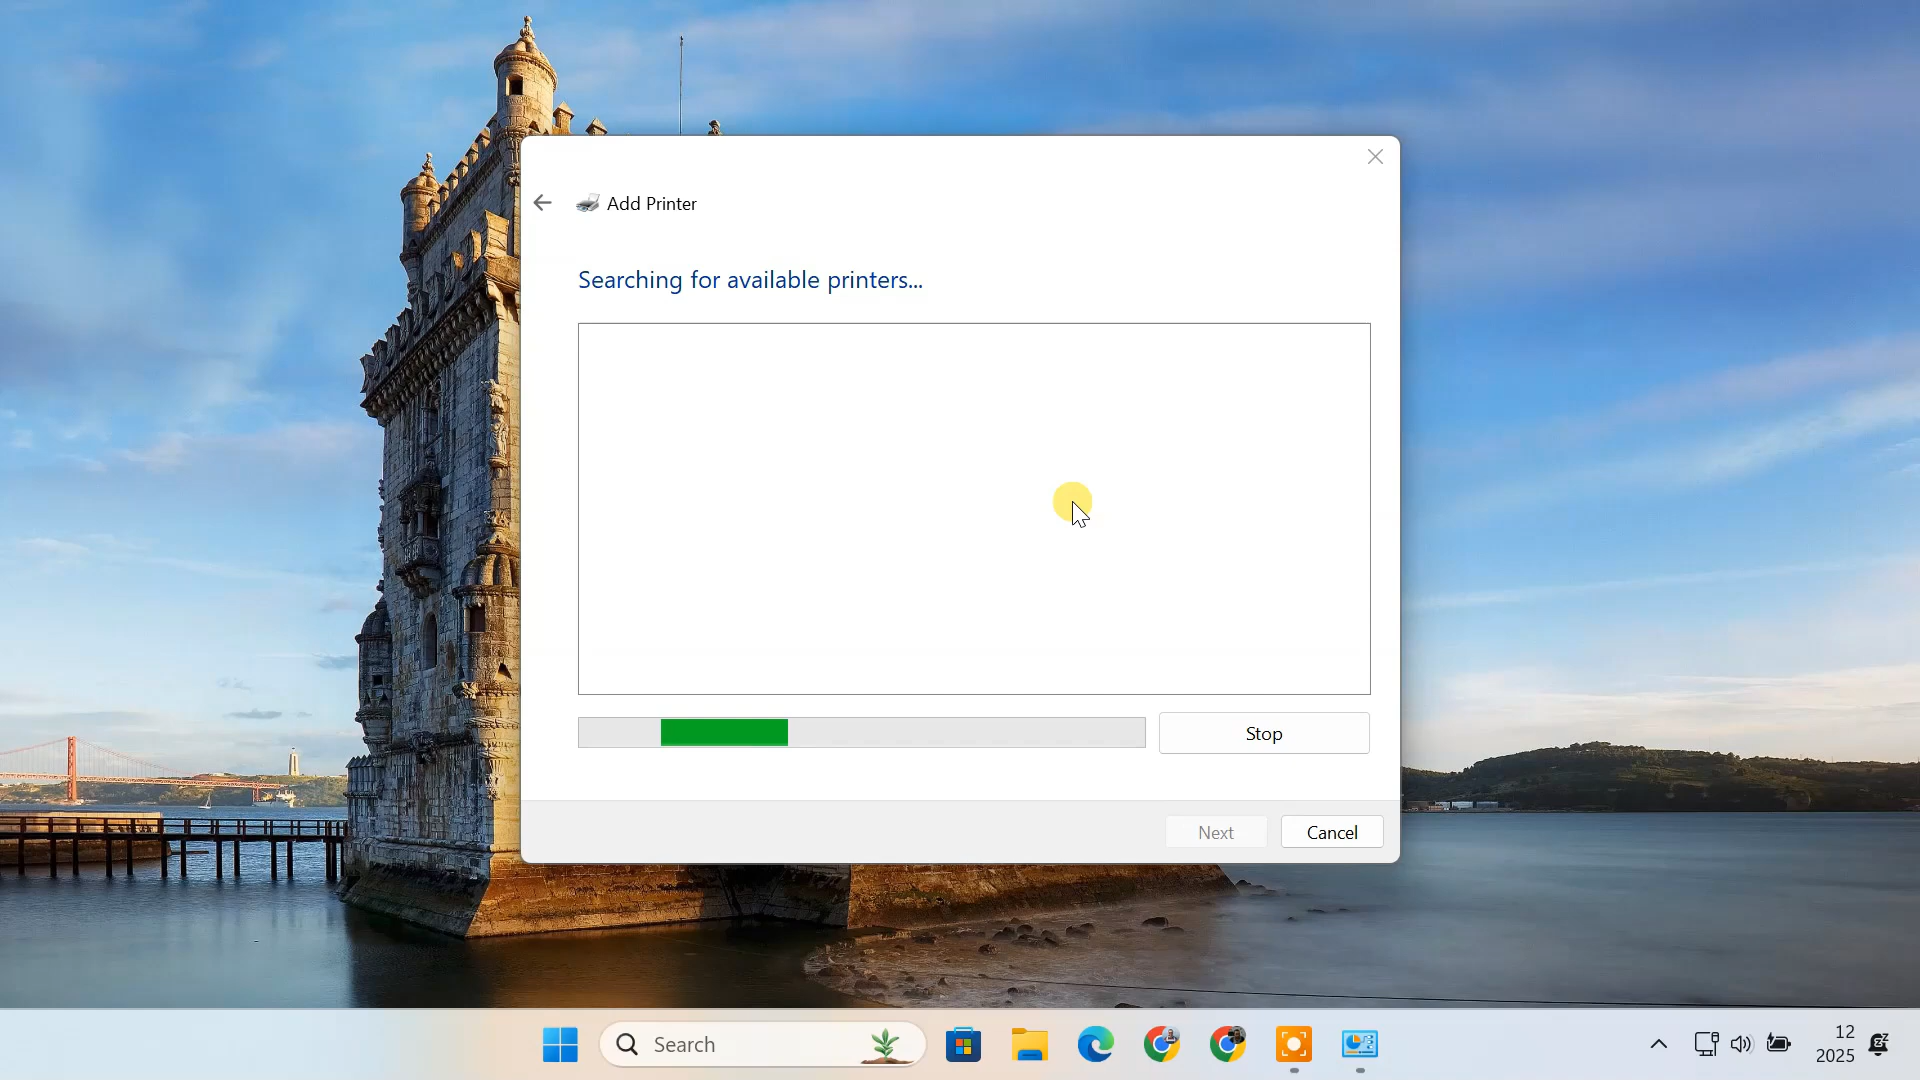 Add Printer
Searching for available printers...
Stop
Next
Cancel
Search
12
2025